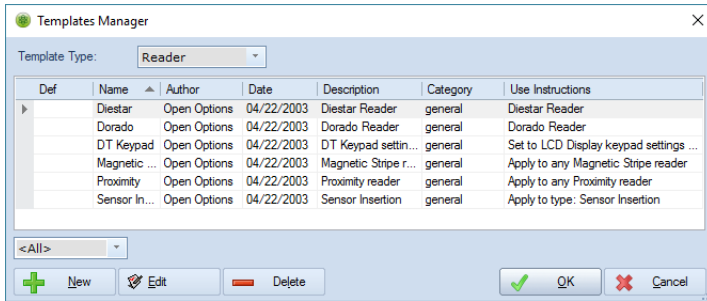 Templates Manager
Template Type: Reader
Def Name Author Date Description Category Use Instructions
Diestar Open Options 04/22/2003 Diestar Reader general Diestar Reader
Dorado Open Options 04/22/2003 Dorado Reader general Dorado Reader
DT Keypad Open Options 04/22/2003 DT Keypad settin... general Set to LCD Display keypad settings ...
Magnetic ... Open Options 04/22/2003 Magnetic Stripe r... general Apply to any Magnetic Stripe reader
Proximity Open Options 04/22/2003 Proximity reader general Apply to any Proximity reader
Sensor In... Open Options 04/22/2003 Sensor Insertion general Apply to type: Sensor Insertion
<All>
New Edit Delete OK Cancel